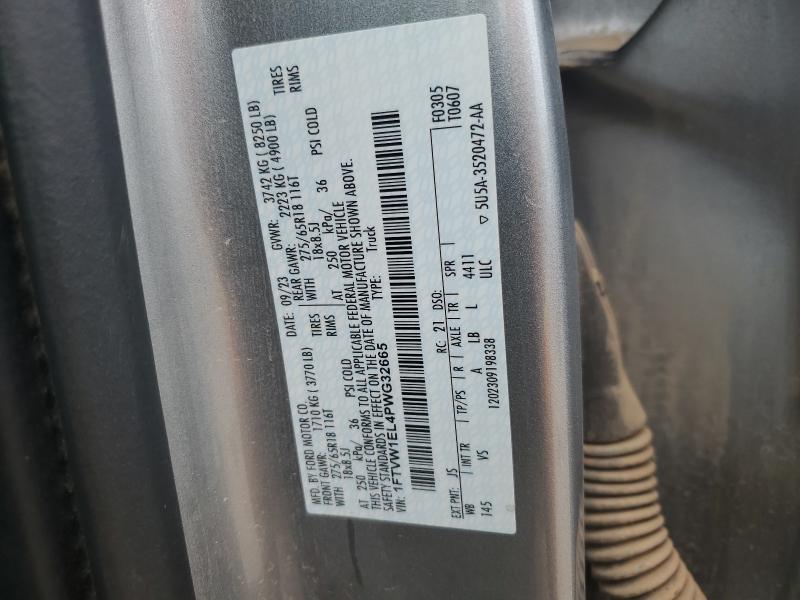 MFD. BY FORD MOTOR CO. DATE: 09/23 GVWR: 3742 KG ( 8250 LB)
FRONT GAWR: 1710 KG ( 3770 LB) REAR GAWR: 2223 KG ( 4900 LB)
WITH 275/65R18 116T TIRES WITH 275/65R18 116T TIRES
18x8.5J RIMS 18x8.5J RIMS
AT 250 kPa/ 36 PSI COLD AT 250 kPa/ 36 PSI COLD
THIS VEHICLE CONFORMS TO ALL APPLICABLE FEDERAL MOTOR VEHICLE
SAFETY STANDARDS IN EFFECT ON THE DATE OF MANUFACTURE SHOWN ABOVE.
VIN: 1FTVW1EL4PWG32665 TYPE: Truck
F0305
T0607
EXT PNT: JS RC: 21 DSO:
WB INT TR TP/PS R AXLE TR SPR
145 VS A LB L 4411
ULC
1202309198338 ▽ 5U5A-3520472-AA